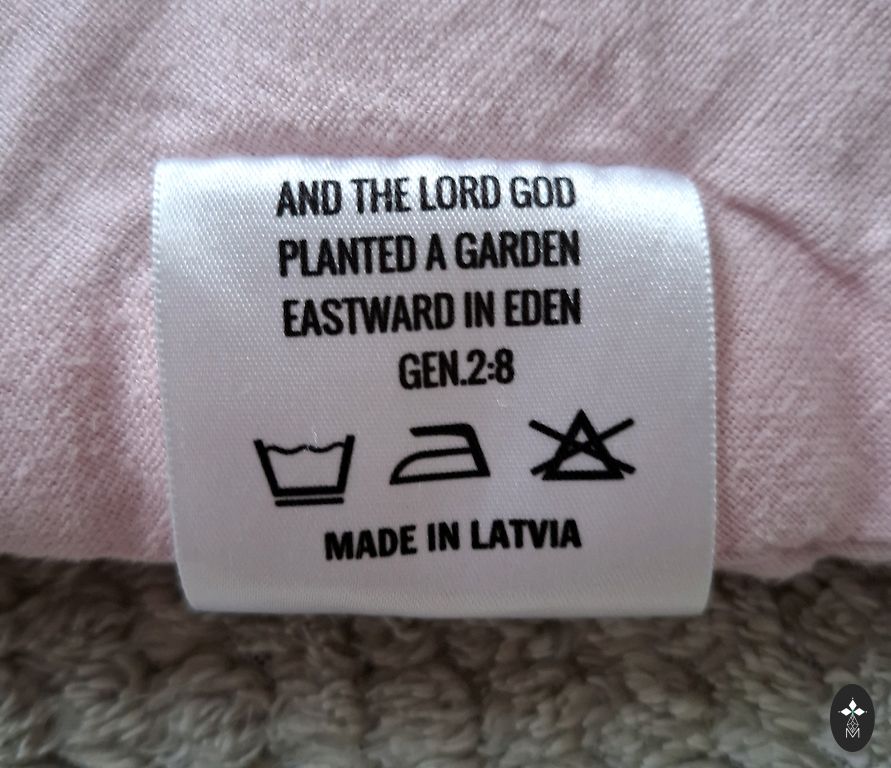 AND THE LORD GOD
PLANTED A GARDEN
EASTWARD IN EDEN
GEN.2:8
MADE IN LATVIA
M